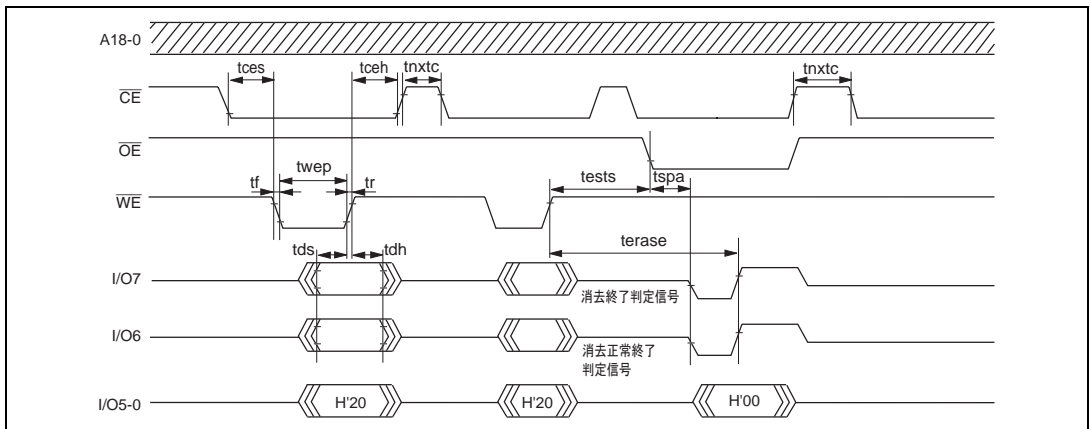 A18-0
tces
tceh
tnxtc
tnxtc
CE
OE
twep
tests
tspa
tf
tr
WE
terase
tds
tdh
I/O7
消去終了判定信号
I/O6
消去正常終了
判定信号
I/O5-0
H'20
H'20
H'00